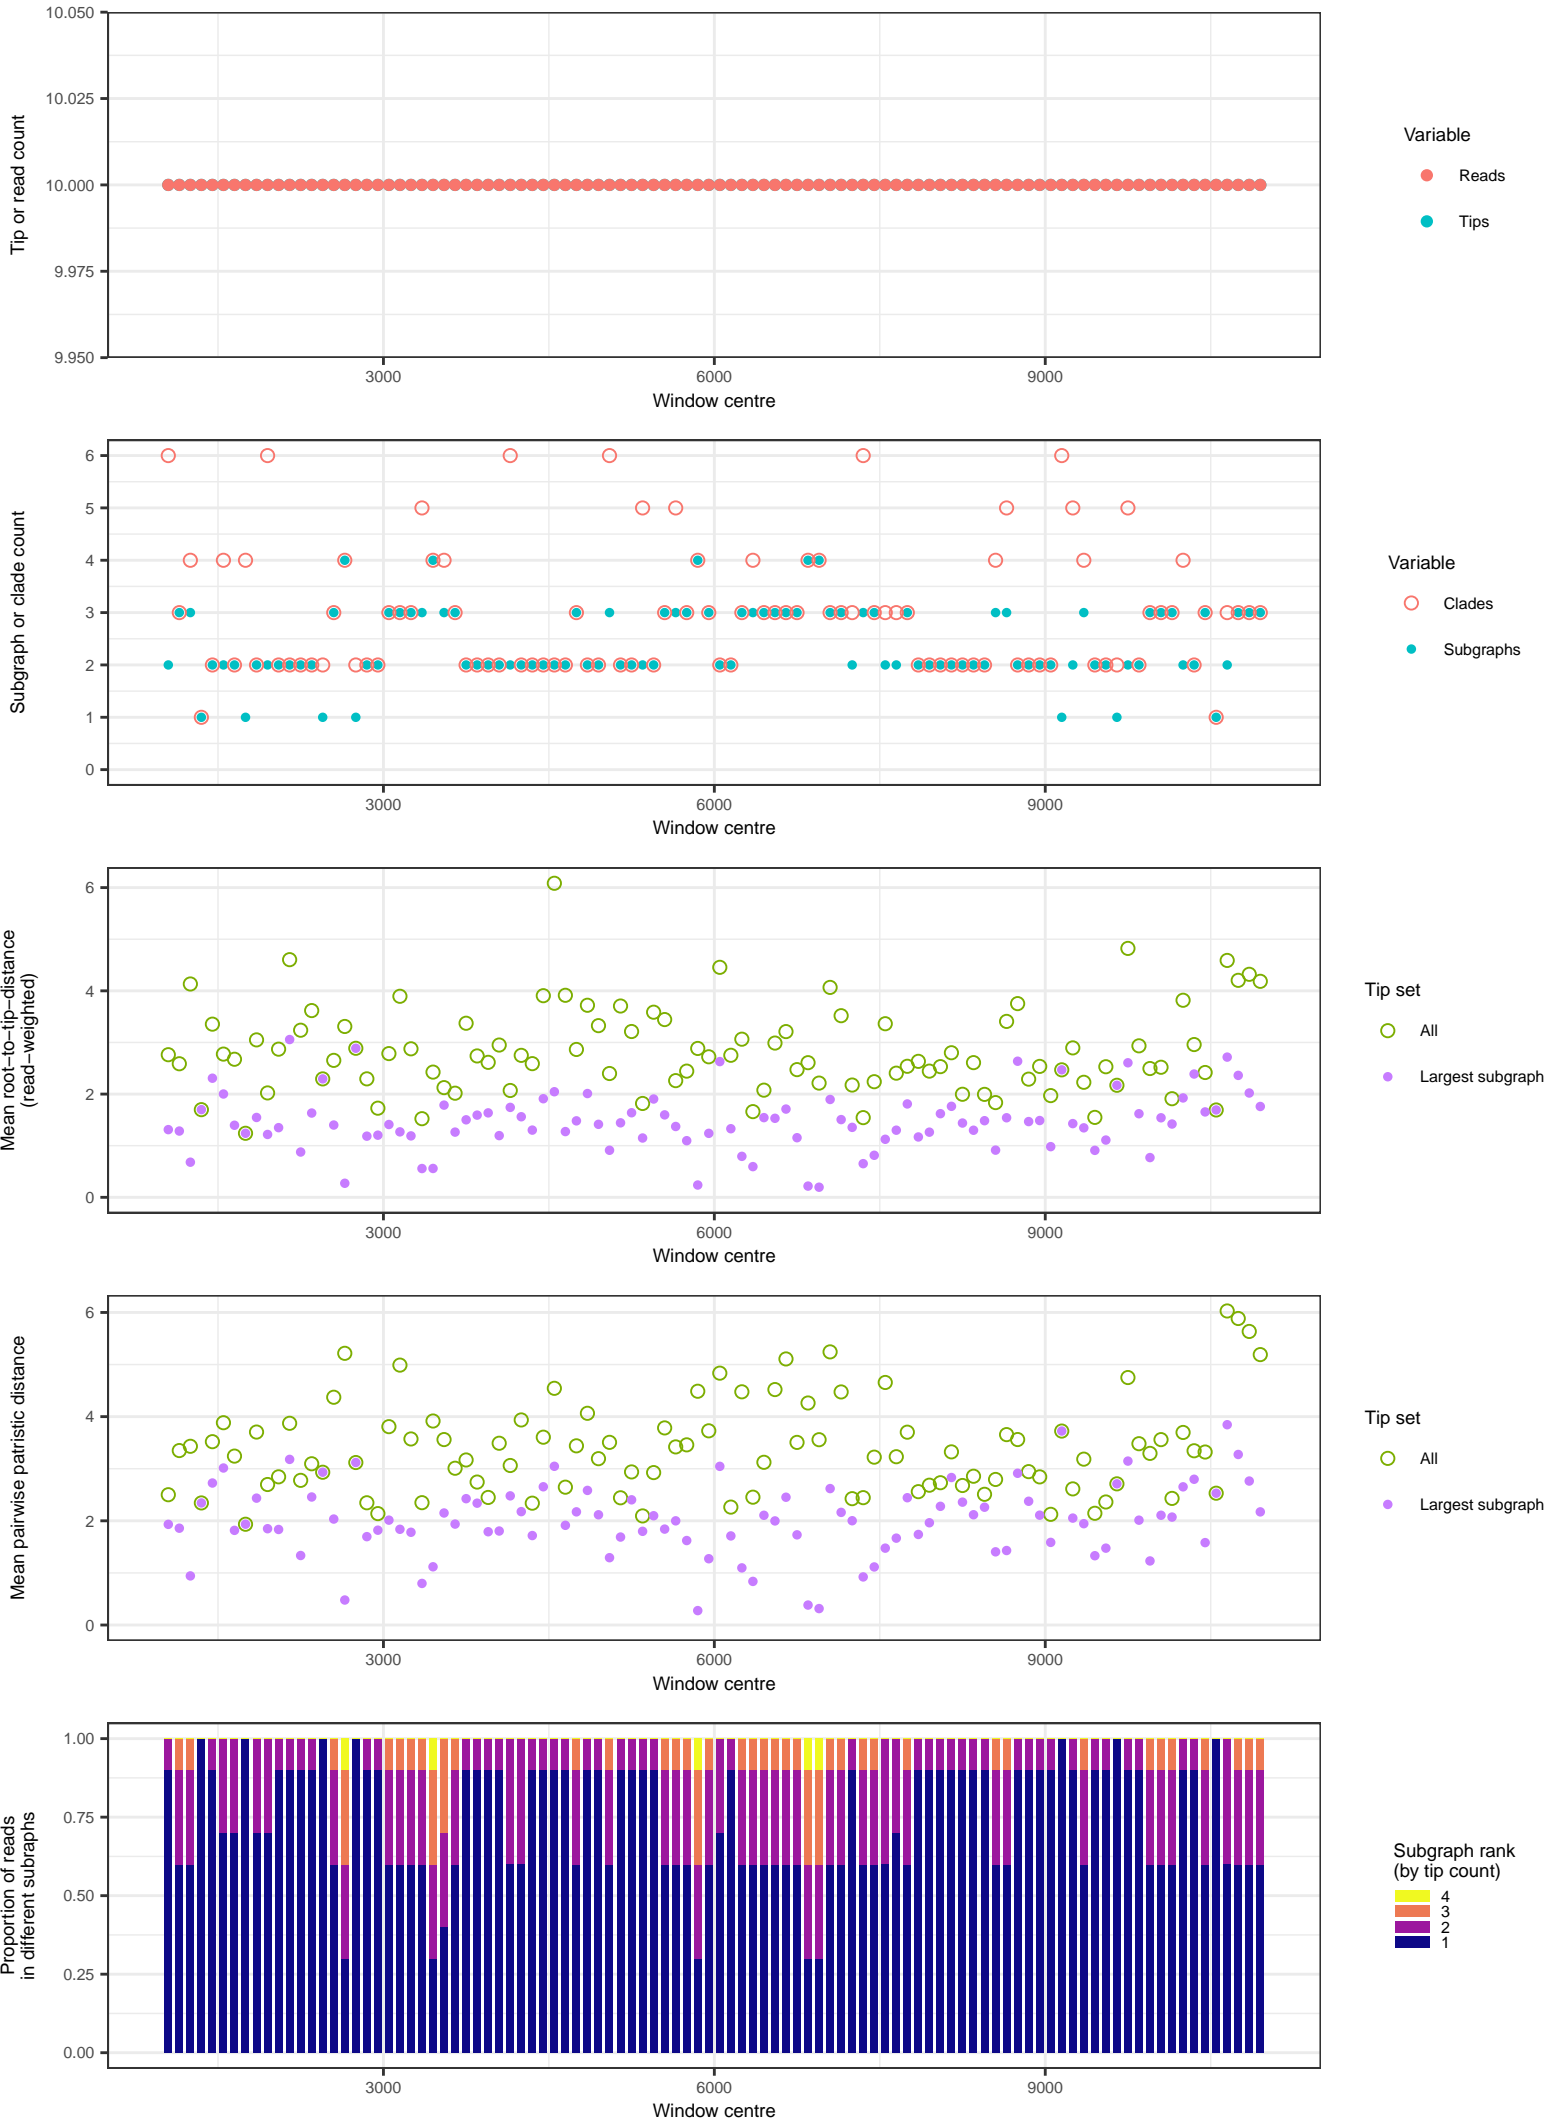 10.050
10.025
10.000
9.975
9.950
Tip or read count
3000 6000 9000
Window centre
Variable
Reads
Tips
6
5
4
3
2
1
0
Subgraph or clade count
3000 6000 9000
Window centre
Variable
Clades
Subgraphs
6
4
2
0
Mean root−to−tip−distance
(read−weighted)
3000 6000 9000
Window centre
Tip set
All
Largest subgraph
6
4
2
0
Mean pairwise patristic distance
3000 6000 9000
Window centre
Tip set
All
Largest subgraph
1.00
0.75
0.50
0.25
0.00
Proportion of reads
in different subraphs
3000 6000 9000
Window centre
Subgraph rank
(by tip count)
4
3
2
1